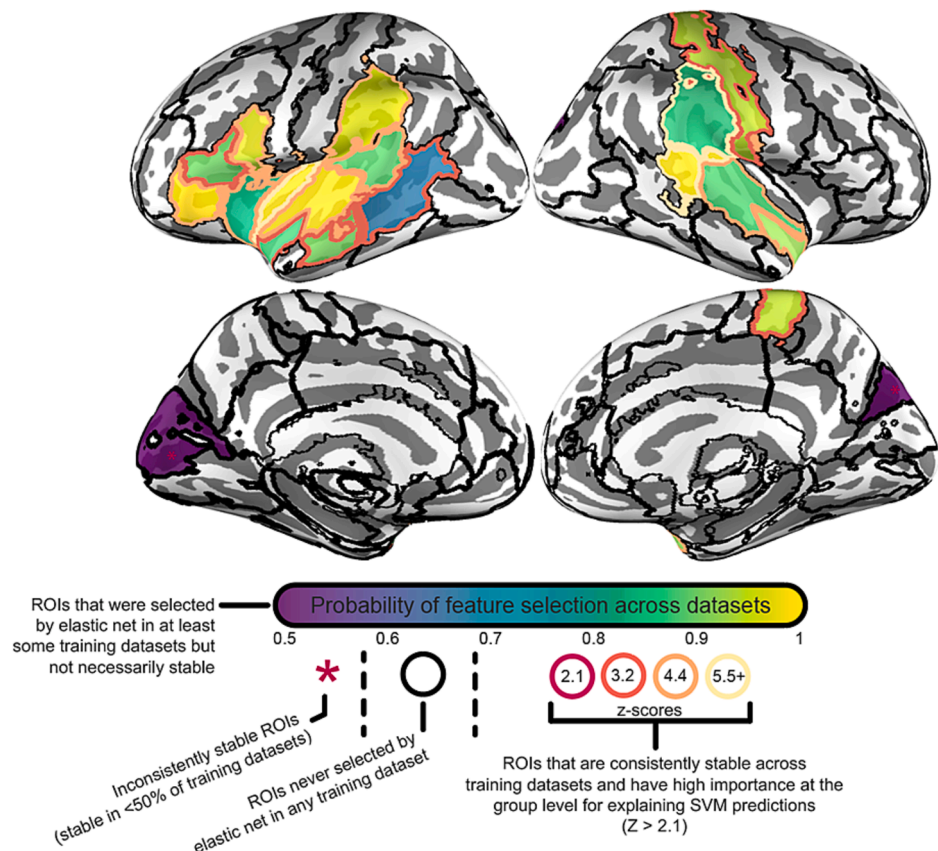 ROIs that were selected
by elastic net in at least
some training datasets but
not necessarily stable
Probability of feature selection across datasets
0.5 0.6 0.7 0.8 0.9 1
*
2.1 3.2 4.4 5.5+
z-scores
Inconsistently stable ROIs
(stable in <50% of training datasets)
ROIs never selected by
elastic net in any training dataset
ROIs that are consistently stable across
training datasets and have high importance at the
group level for explaining SVM predictions
(Z > 2.1)